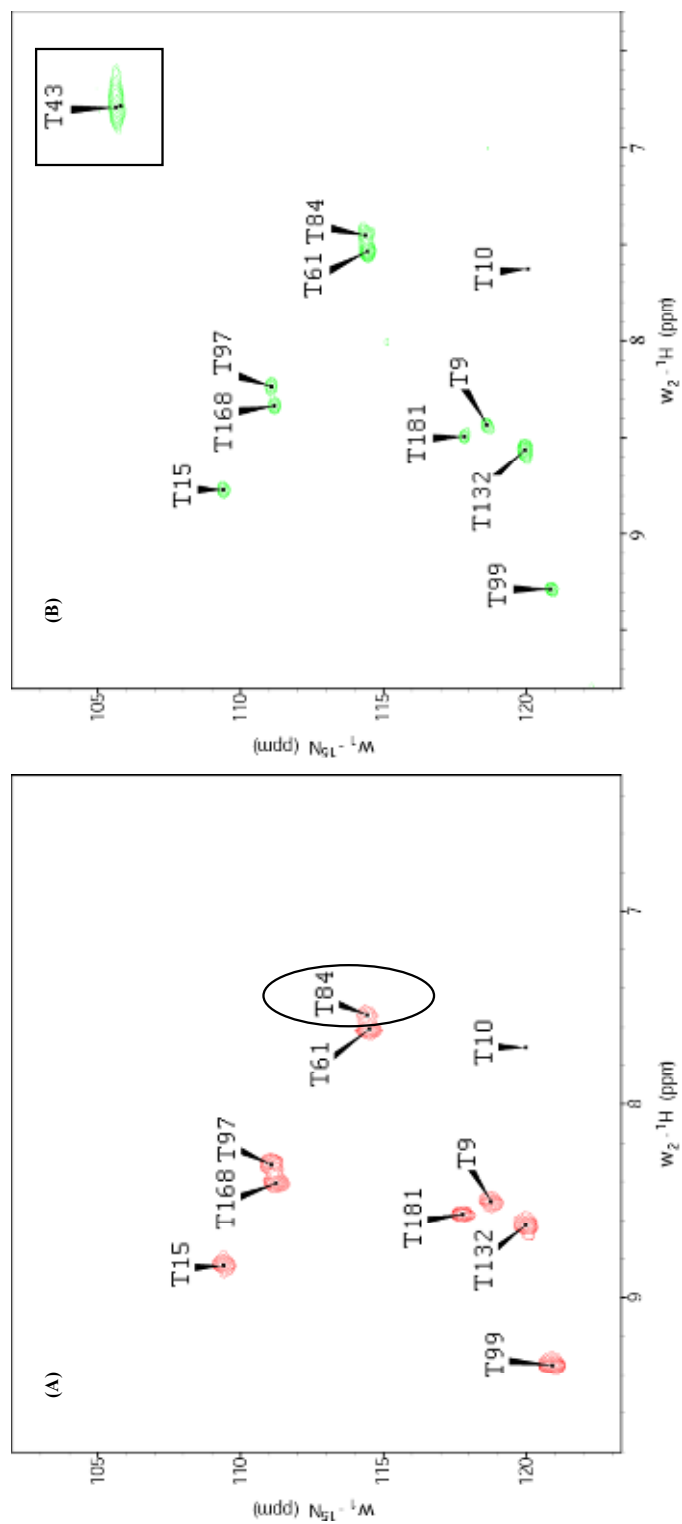 (A)
T15
T168 T97
T61 T84
T181
T9
T132
T10
T99
105
110
115
120
9
8
7
w₁ - ¹⁵N (ppm)
w₂ - ¹H (ppm)
(B)
T43
T15
T168 T97
T61 T84
T181
T9
T132
T10
T99
105
110
115
120
9
8
7
w₁ - ¹⁵N (ppm)
w₂ - ¹H (ppm)